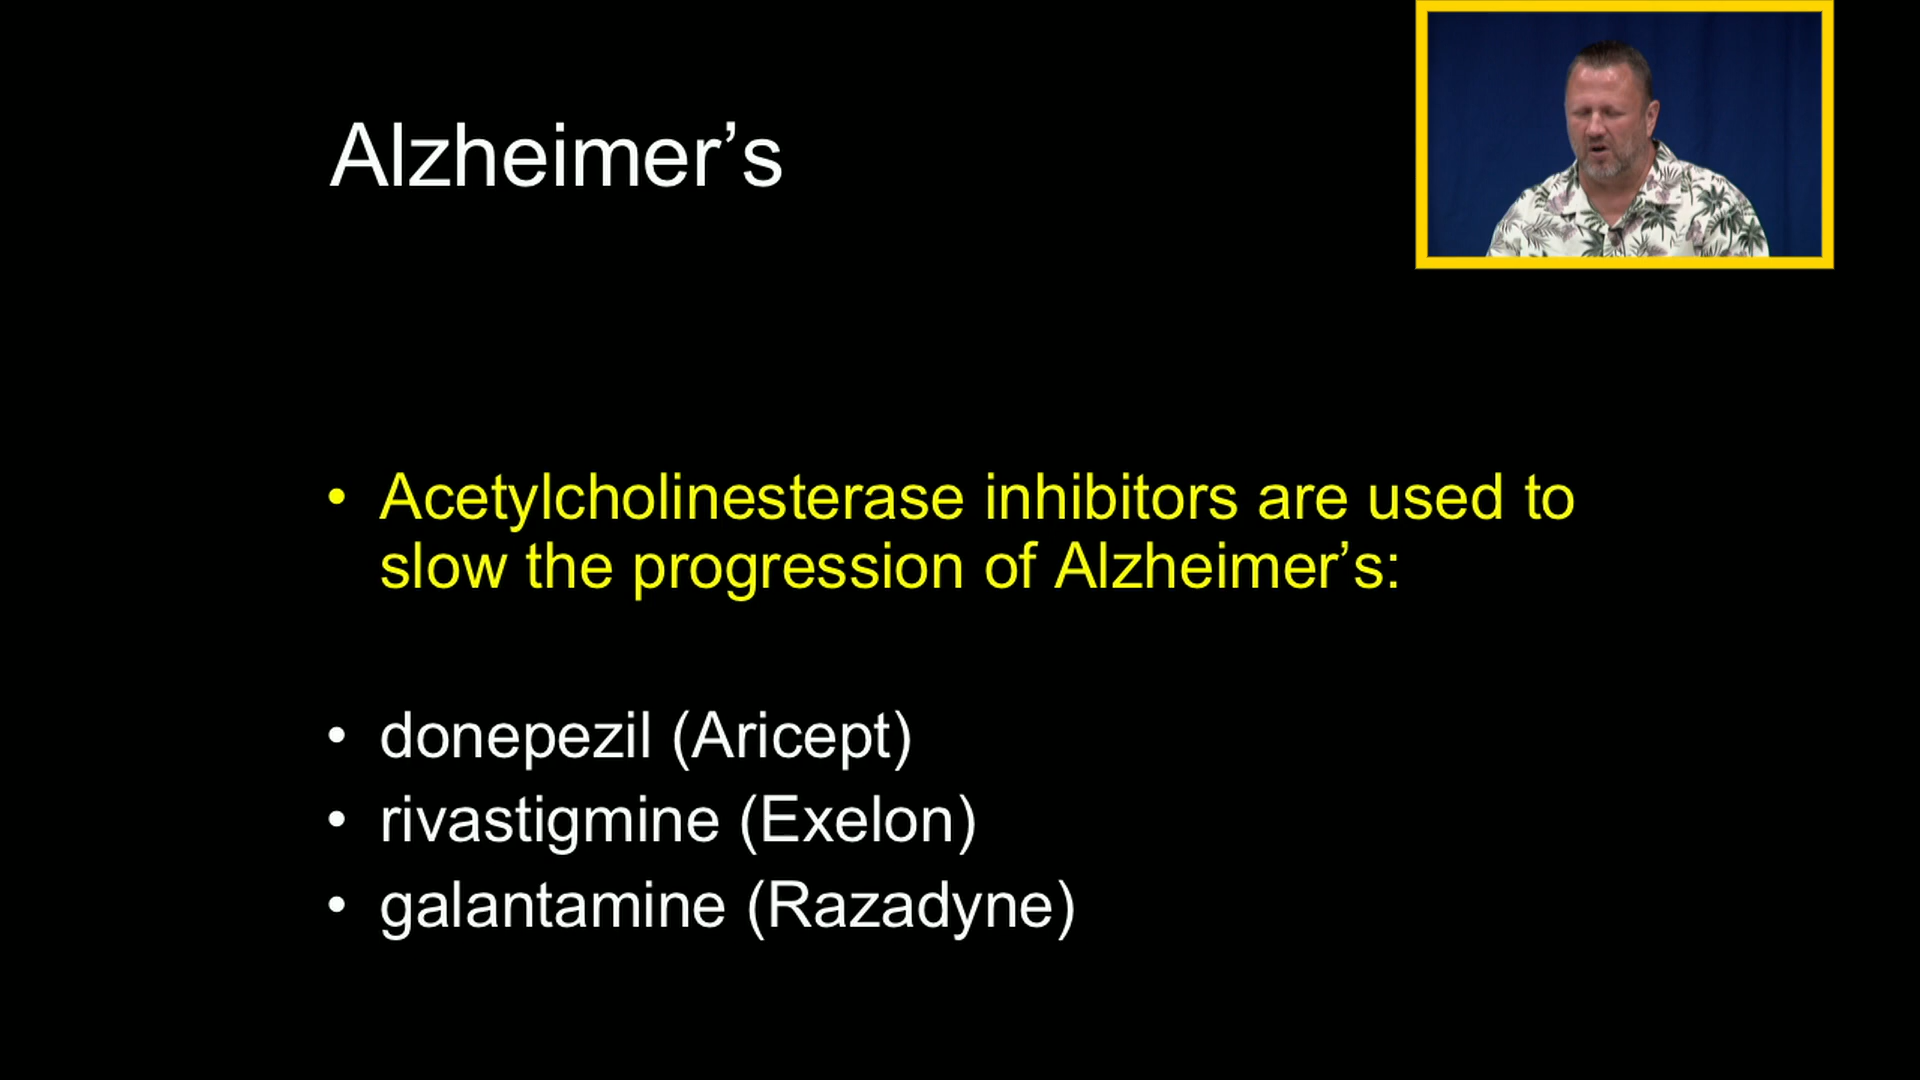 Alzheimer’s
• Acetylcholinesterase inhibitors are used to
slow the progression of Alzheimer’s:
• donepezil (Aricept)
• rivastigmine (Exelon)
• galantamine (Razadyne)